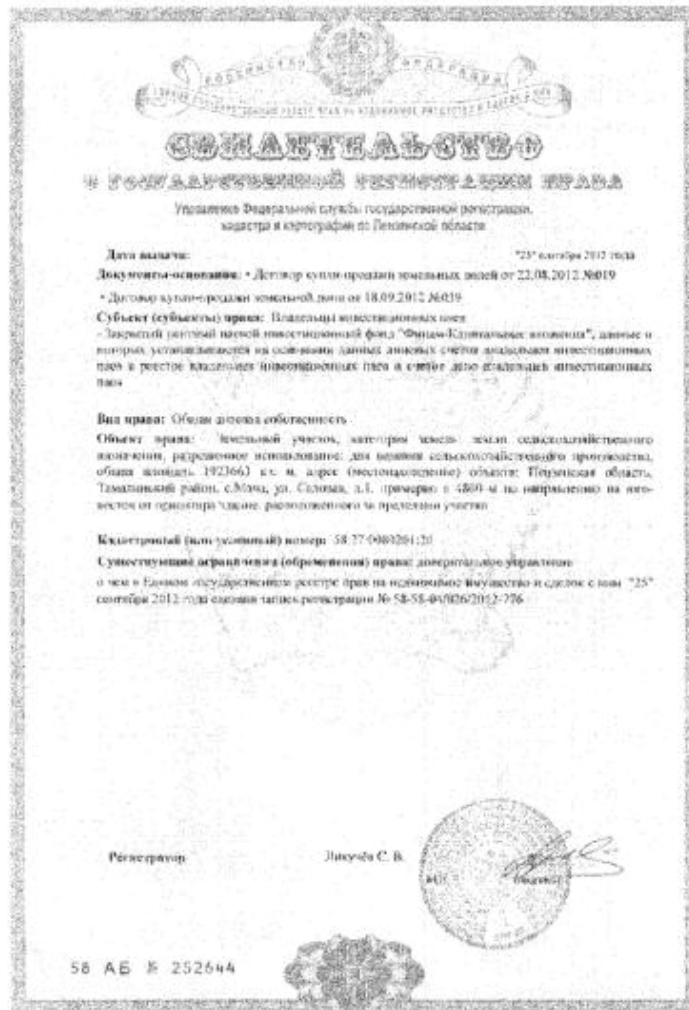 РОССИЙСКАЯ ФЕДЕРАЦИЯ
СВИДЕТЕЛЬСТВО
О ГОСУДАРСТВЕННОЙ РЕГИСТРАЦИИ ПРАВА
Управление Федеральной службы государственной регистрации,
кадастра и картографии по Пензенской области
Дата выдачи: "25" сентября 2012 года
Документы-основания: • Договор купли-продажи земельных долей от 22.08.2012 №019
• Договор купли-продажи земельной доли от 18.09.2012 №039
Субъект (субъекты) права: Владельцы инвестиционных паев
- Закрытый паевой инвестиционный фонд "Финам-Капитальные вложения", данные о
которых устанавливаются на основании данных лицевых счетов владельцев инвестиционных
паев в реестре владельцев инвестиционных паев и счетов депо владельцев инвестиционных
паев
Вид права: Общая долевая собственность
Объект права: Земельный участок, категория земель: земли сельскохозяйственного
назначения, разрешенное использование: для ведения сельскохозяйственного производства,
общая площадь 1923663 кв. м, адрес (местонахождение) объекта: Пензенская область,
Тамалинский район, с.Мача, ул. Садовая, д.1, примерно в 4800 м по направлению на юго-
восток от ориентира здание, расположенного за пределами участка
Кадастровый (или условный) номер:
Существующие ограничения (обременения) права: доверительное управление
о чем в Едином государственном реестре прав на недвижимое имущество и сделок с ним "25"
сентября 2012 года сделана запись регистрации №
Регистратор С. В.
58 АБ № 252644